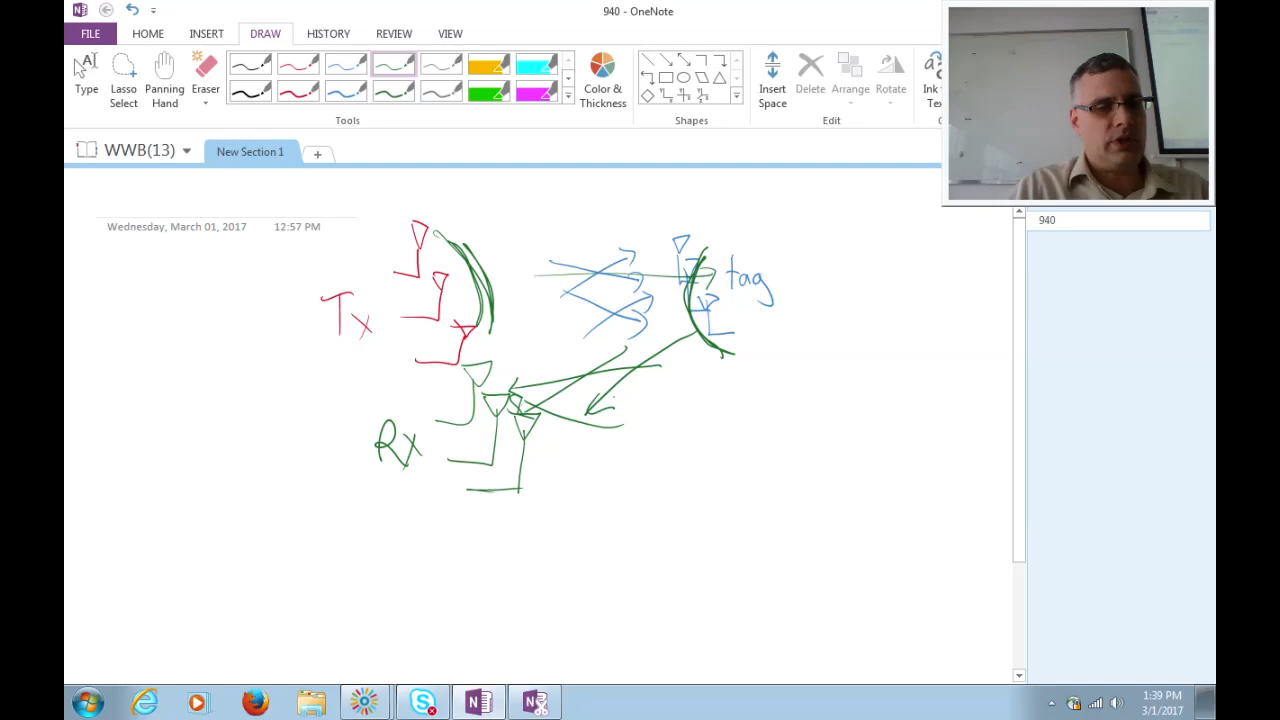 940 - OneNote
FILE HOME INSERT DRAW HISTORY REVIEW VIEW
Type
Lasso Select
Panning Hand
Eraser
Color & Thickness
Insert Space
Delete
Arrange
Rotate
Ink to
Tools
Shapes
Edit
WWB(13)
New Section 1
940
Wednesday, March 01, 2017 12:57 PM
Tx
tag
Rx
1:39 PM
3/1/2017